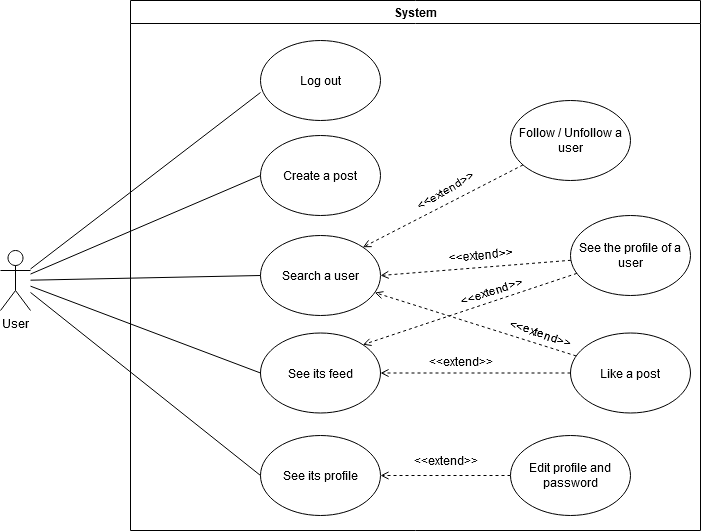 System
Log out
Follow / Unfollow a
user
Create a post
<<extend>>
Search a user
<<extend>>
See the profile of a
user
<<extend>>
User
<<extend>>
See its feed
<<extend>>
Like a post
See its profile
<<extend>>
Edit profile and
password